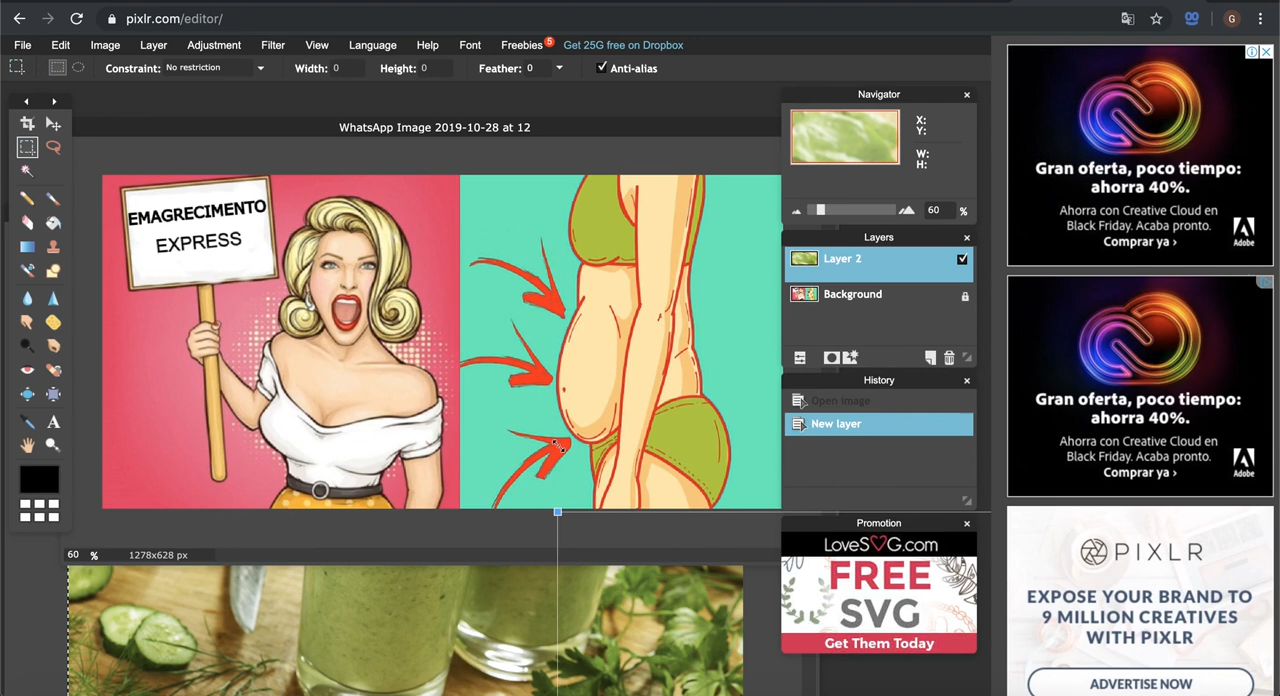 pixlr.com/editor/
G
File Edit Image Layer Adjustment Filter View Language Help Font Freebies 5 Get 25G free on Dropbox
Constraint: No restriction Width: 0 Height: 0 Feather: 0 Anti-alias
WhatsApp Image 2019-10-28 at 12
EMAGRECIMENTO
EXPRESS
A
60 % 1278x628 px
Navigator
X:
Y:
W:
H:
60 %
Layers
Layer 2
Background
History
Open image
New layer
Promotion
LoveSVG.com
FREE
SVG
Get Them Today
Gran oferta, poco tiempo:
ahorra 40%.
Ahorra con Creative Cloud en
Black Friday. Acaba pronto.
Comprar ya ›
Adobe
Gran oferta, poco tiempo:
ahorra 40%.
Ahorra con Creative Cloud en
Black Friday. Acaba pronto.
Comprar ya ›
Adobe
PIXLR
EXPOSE YOUR BRAND TO
9 MILLION CREATIVES
WITH PIXLR
ADVERTISE NOW